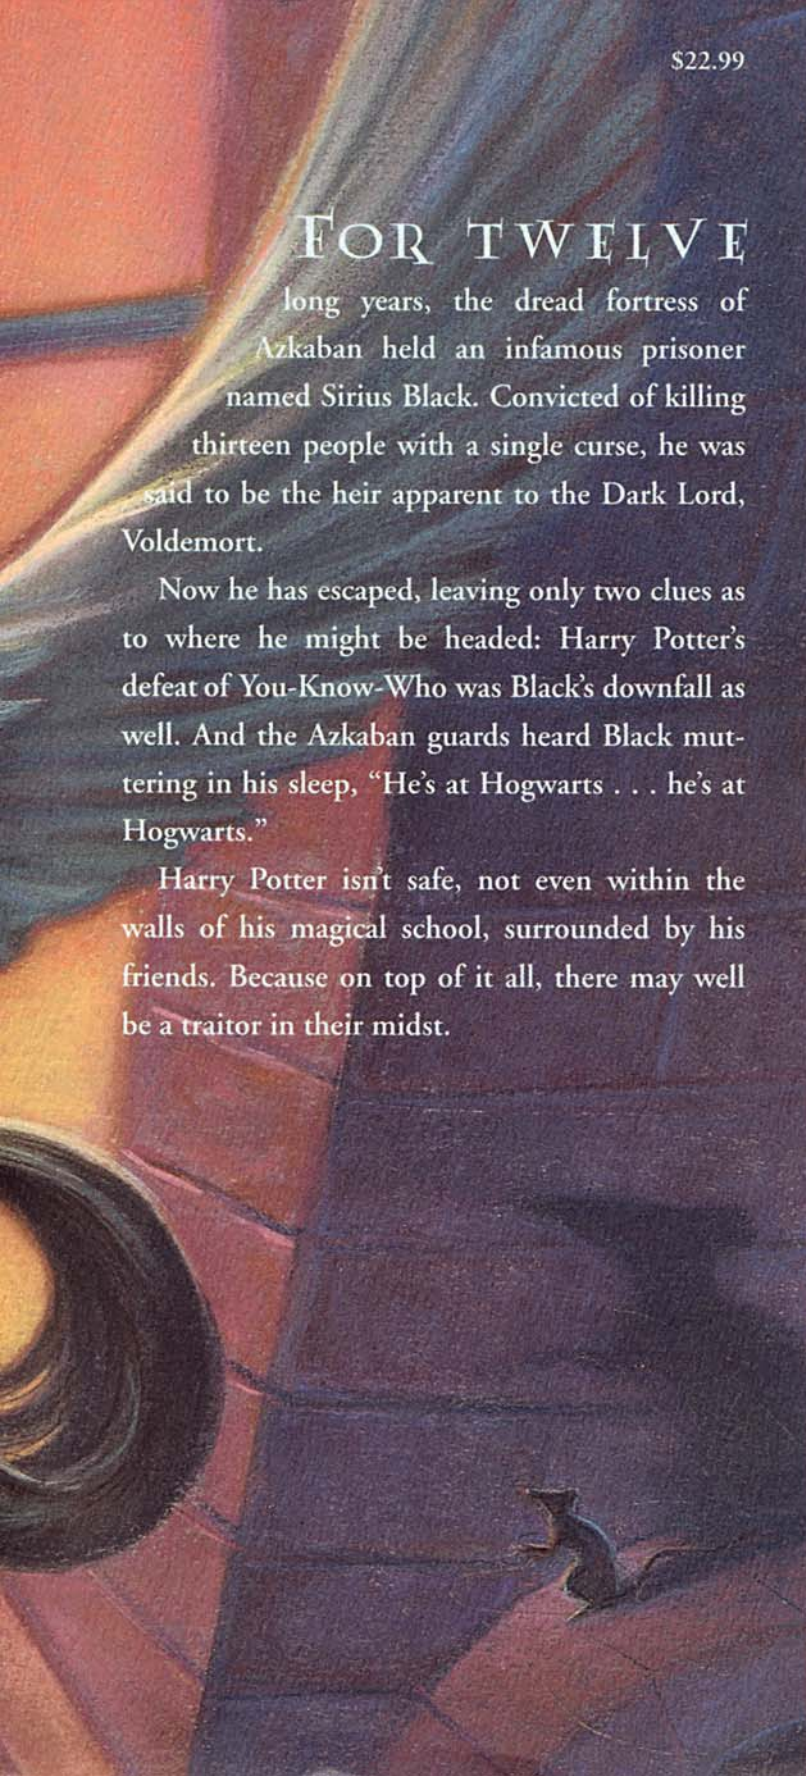 $22.99
FOR TWELVE
long years, the dread fortress of
Azkaban held an infamous prisoner
named Sirius Black. Convicted of killing
thirteen people with a single curse, he was
said to be the heir apparent to the Dark Lord,
Voldemort.
Now he has escaped, leaving only two clues as
to where he might be headed: Harry Potter's
defeat of You-Know-Who was Black's downfall as
well. And the Azkaban guards heard Black mut-
tering in his sleep, “He's at Hogwarts . . . he's at
Hogwarts.”
Harry Potter isn't safe, not even within the
walls of his magical school, surrounded by his
friends. Because on top of it all, there may well
be a traitor in their midst.